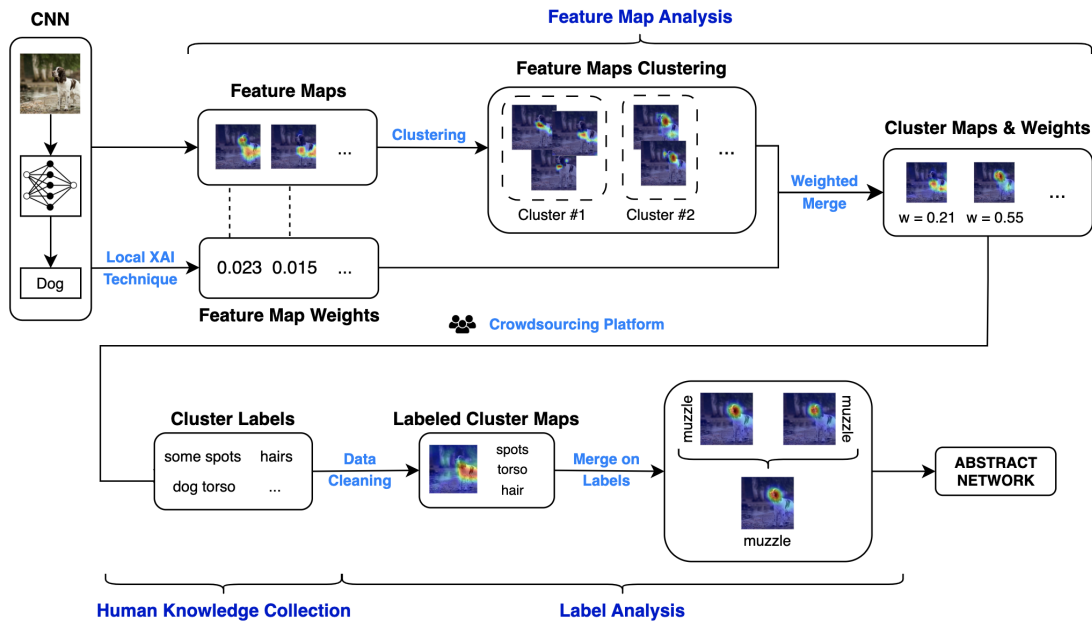 CNN
Feature Map Analysis
Feature Maps Clustering
Feature Maps
Clustering
...
...
Cluster #1
Cluster #2
Weighted
Merge
Cluster Maps & Weights
...
w = 0.21
w = 0.55
Dog
Local XAI
Technique
0.023
0.015
...
Feature Map Weights
Crowdsourcing Platform
Cluster Labels
some spots
hairs
dog torso
...
Data
Cleaning
Labeled Cluster Maps
spots
torso
hair
Merge on
Labels
muzzle
muzzle
muzzle
ABSTRACT
NETWORK
Human Knowledge Collection
Label Analysis